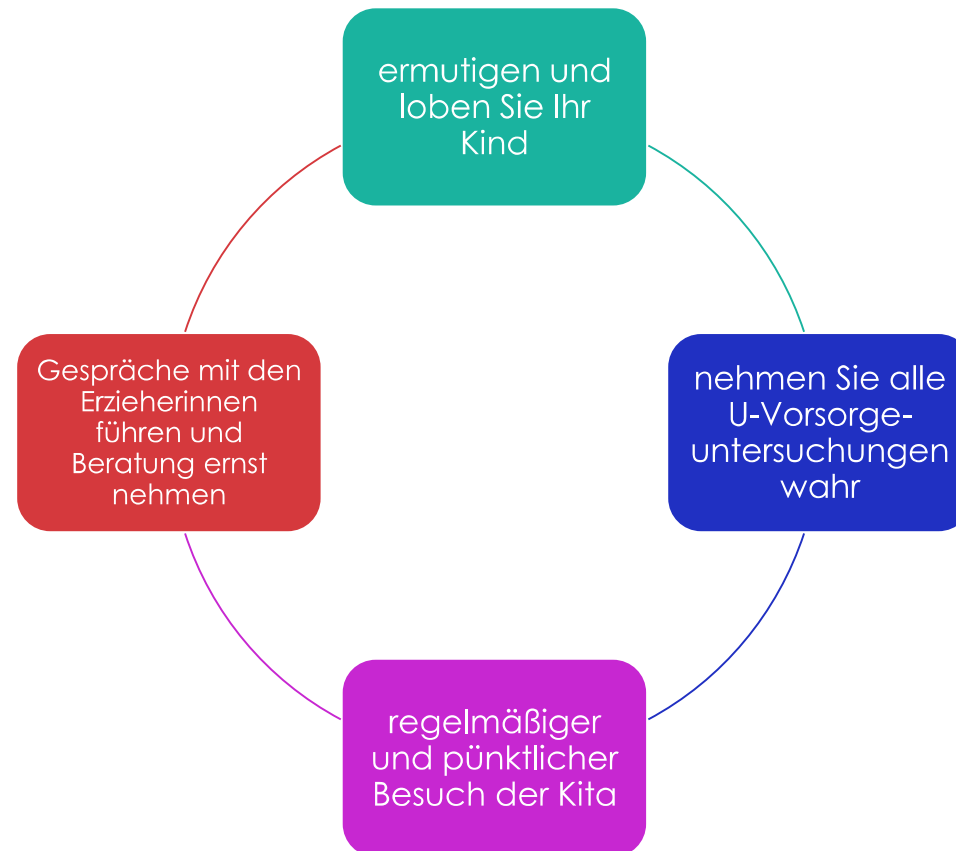 ermutigen und
loben Sie Ihr
Kind
nehmen Sie alle
U-Vorsorge-
untersuchungen
wahr
regelmäßiger
und pünktlicher
Besuch der Kita
Gespräche mit den
Erzieherinnen
führen und
Beratung ernst
nehmen